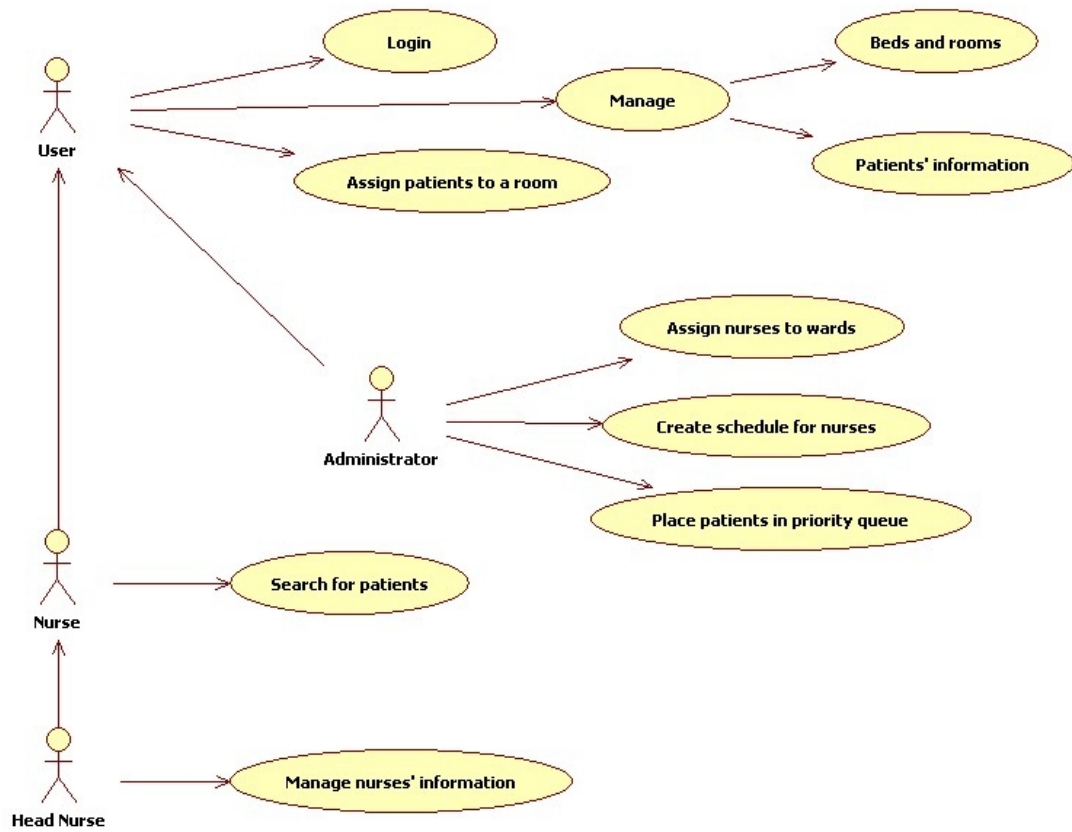 Login
Beds and rooms
Manage
User
Patients' information
Assign patients to a room
Assign nurses to wards
Create schedule for nurses
Administrator
Place patients in priority queue
Search for patients
Nurse
Manage nurses' information
Head Nurse